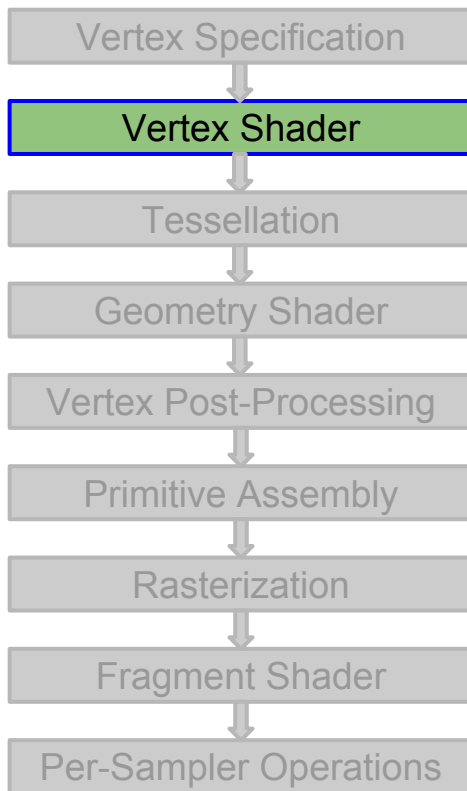 Vertex Specification
Vertex Shader
Tessellation
Geometry Shader
Vertex Post-Processing
Primitive Assembly
Rasterization
Fragment Shader
Per-Sampler Operations